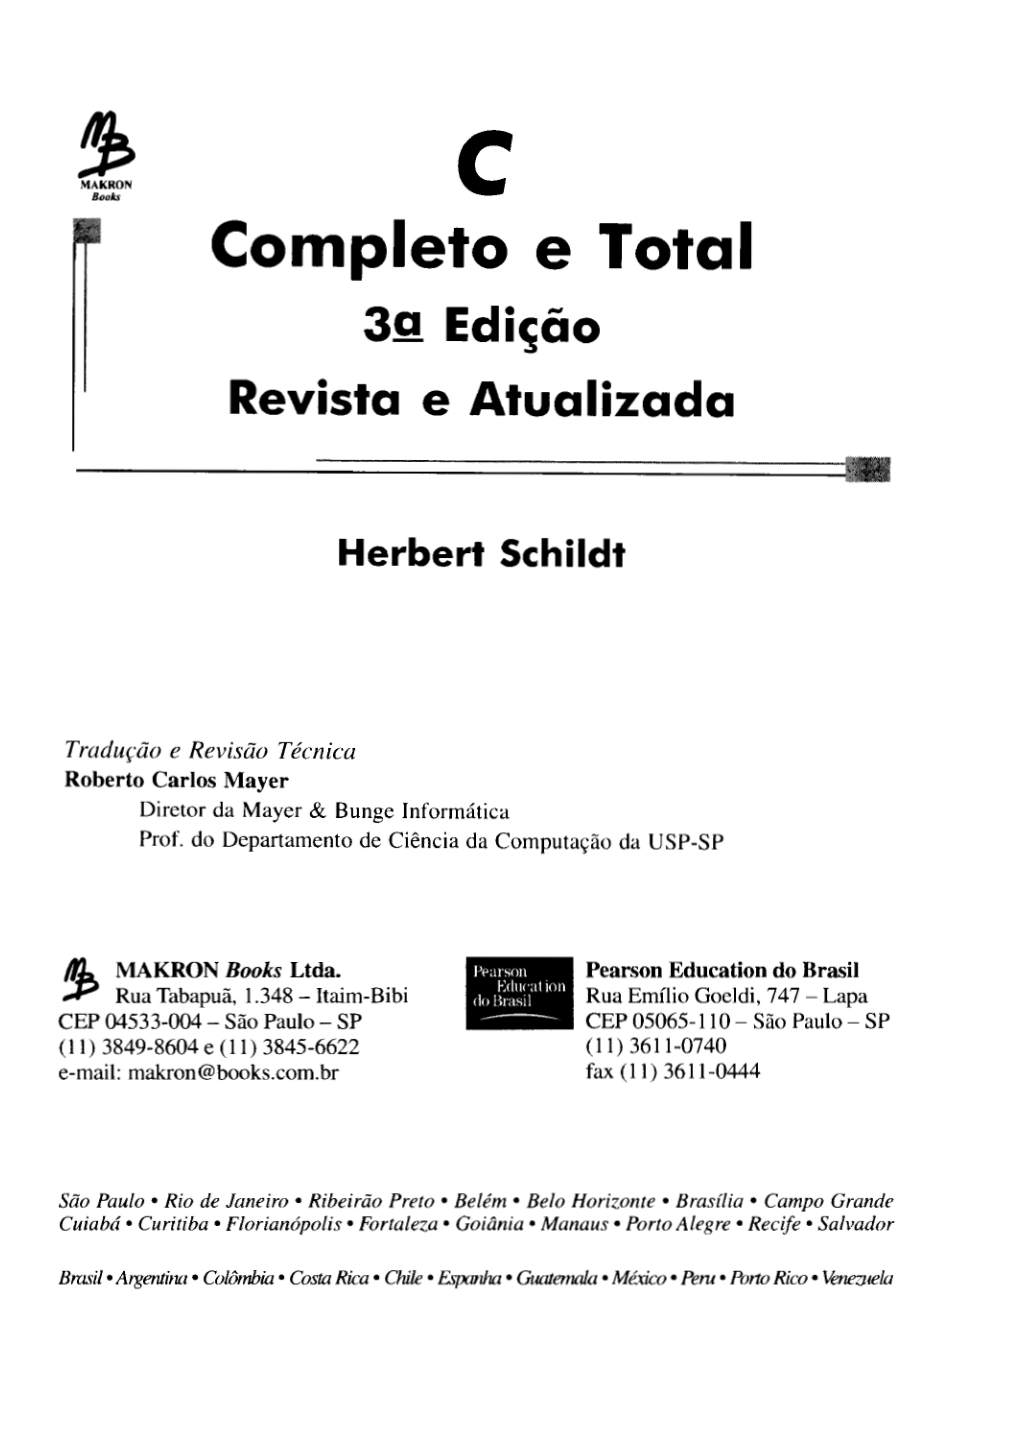 MAKRON
Books
C
Completo e Total
3ª Edição
Revista e Atualizada
Herbert Schildt
Tradução e Revisão Técnica
Roberto Carlos Mayer
Diretor da Mayer & Bunge Informática
Prof. do Departamento de Ciência da Computação da USP-SP
MAKRON Books Ltda.
Rua Tabapuã, 1.348 – Itaim-Bibi
CEP 04533-004 – São Paulo – SP
(11) 3849-8604 e (11) 3845-6622
e-mail: makron@books.com.br
Pearson
Education
do Brasil
Pearson Education do Brasil
Rua Emílio Goeldi, 747 – Lapa
CEP 05065-110 – São Paulo – SP
(11) 3611-0740
fax (11) 3611-0444
São Paulo • Rio de Janeiro • Ribeirão Preto • Belém • Belo Horizonte • Brasília • Campo Grande
Cuiabá • Curitiba • Florianópolis • Fortaleza • Goiânia • Manaus • Porto Alegre • Recife • Salvador
Brasil • Argentina • Colômbia • Costa Rica • Chile • Espanha • Guatemala • México • Peru • Porto Rico • Venezuela